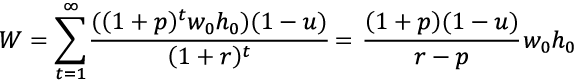 W = \sum_{t=1}^{\infty} \frac{((1+p)^t w_0 h_0)(1-u)}{(1+r)^t} = \frac{(1+p)(1-u)}{r-p} w_0 h_0